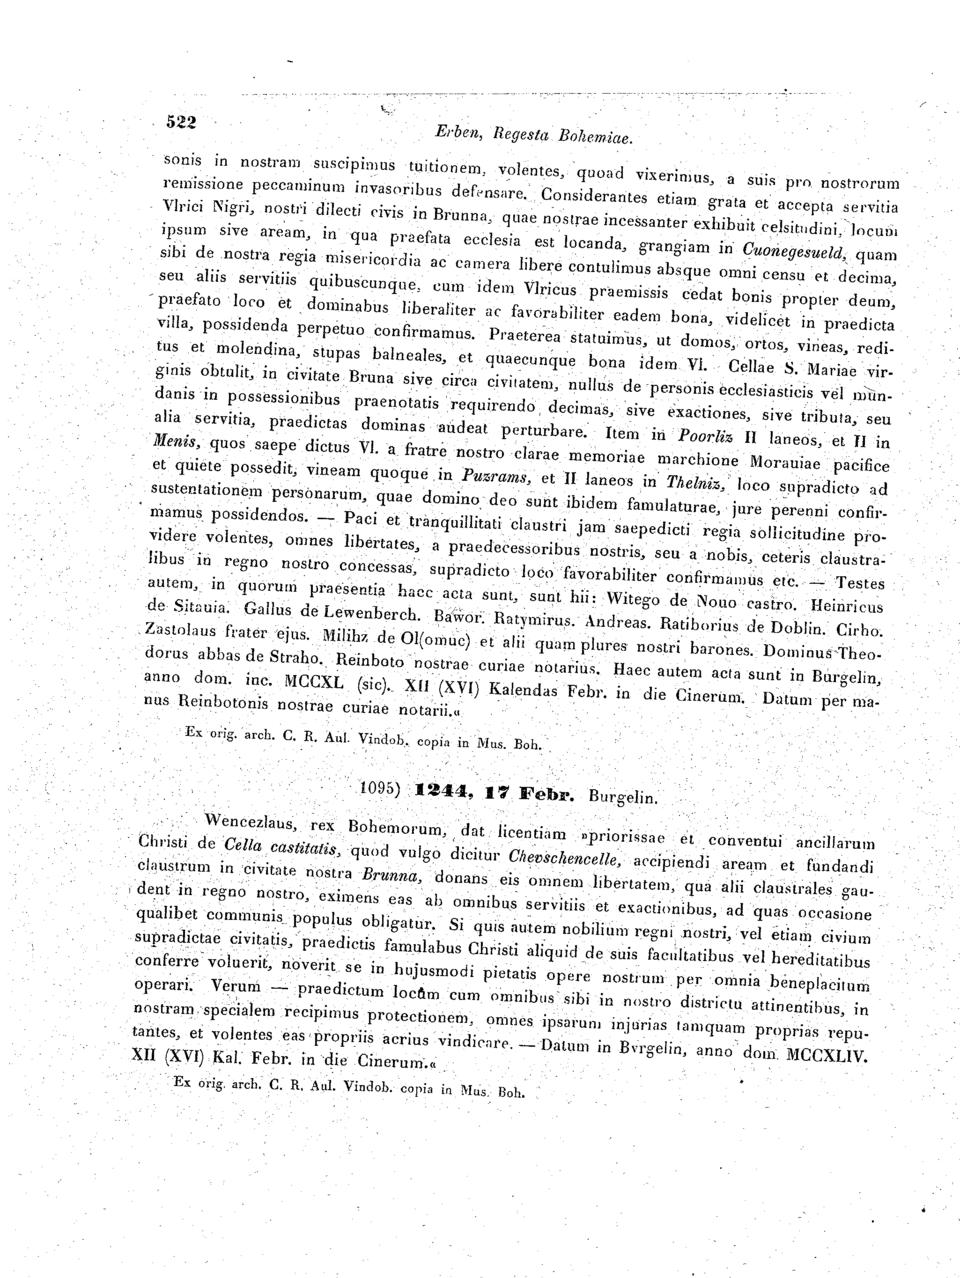 522
Erben, Regesta Bohemiae.
sonis in nostram suscipimus tuitionem, volentes, quoad vixerimus, a suis pro nostrorum
remissione peccaminum invasoribus defensare. Considerantes etiam grata et accepta servitia
Vlrici Nigri, nostri dilecti civis in Brunna, quae nostrae incessanter exhibuit celsitudini, locum
ipsum sive aream, in qua praefata ecclesia est locanda, grangiam in Cuonegesueld, quam
sibi de nostra regia misericordia ac camera libere contulimus absque omni censu et decima,
seu aliis servitiis quibuscunque, cum idem Vlricus praemissis cedat bonis propter deum,
praefato loco et dominabus liberaliter ac favorabiliter eadem bona, videlicet in praedicta
villa, possidenda perpetuo confirmamus. Praeterea statuimus, ut domos, ortos, vineas, redi-
tus et molendina, stupas balneales, et quaecunque bona idem Vl. Cellae S. Mariae vir-
ginis obtulit, in civitate Bruna sive circa civitatem, nullus de personis ecclesiasticis vel mun-
danis in possessionibus praenotatis requirendo decimas, sive exactiones, sive tributa, seu
alia servitia, praedictas dominas audeat perturbare. Item in Poorliz II laneos, et II in
Menis, quos saepe dictus Vl. a fratre nostro clarae memoriae marchione Morauiae pacifice
et quiete possedit, vineam quoque in Puzrams, et II laneos in Thelniz, loco supradicto ad
sustentationem personarum, quae domino deo sunt ibidem famulaturae, jure perenni confir-
mamus possidendos. — Paci et tranquillitati claustri jam saepedicti regia sollicitudine pro-
videre volentes, omnes libertates, a praedecessoribus nostris, seu a nobis, ceteris claustra-
libus in regno nostro concessas, supradicto loco favorabiliter confirmamus etc. — Testes
autem, in quorum praesentia haec acta sunt, sunt hii: Witego de Nouo castro. Heinricus
de Sitauia. Gallus de Lewenberch. Bawor. Ratymirus. Andreas. Ratiborius de Doblin. Cirho.
Zastolaus frater ejus. Milihz de Ol(omuc) et alii quam plures nostri barones. Dominus Theo-
dorus abbas de Straho. Reinboto nostrae curiae notarius. Haec autem acta sunt in Burgelin,
anno dom. inc. MCCXL (sic). XII (XVI) Kalendas Febr. in die Cinerum. Datum per ma-
nus Reinbotonis nostrae curiae notarii.«
Ex orig. arch. C. R. Aul. Vindob. copia in Mus. Boh.
1095) 1244, 17 Febr. Burgelin.
Wencezlaus, rex Bohemorum, dat licentiam »priorissae et conventui ancillarum
Christi de Cella castitatis, quod vulgo dicitur Chevschencelle, accipiendi aream et fundandi
claustrum in civitate nostra Brunna, donans eis omnem libertatem, qua alii claustrales gau-
dent in regno nostro, eximens eas ab omnibus servitiis et exactionibus, ad quas occasione
qualibet communis populus obligatur. Si quis autem nobilium regni nostri, vel etiam civium
supradictae civitatis, praedictis famulabus Christi aliquid de suis facultatibus vel hereditatibus
conferre voluerit, noverit se in hujusmodi pietatis opere nostrum per omnia beneplacitum
operari. Verum — praedictum locum cum omnibus sibi in nostro districtu attinentibus, in
nostram specialem recipimus protectionem, omnes ipsarum injurias tamquam proprias repu-
tantes, et volentes eas propriis acrius vindicare. — Datum in Bvrgelin, anno dom. MCCXLIV.
XII (XVI) Kal. Febr. in die Cinerum.«
Ex orig. arch. C. R. Aul. Vindob. copia in Mus. Boh.